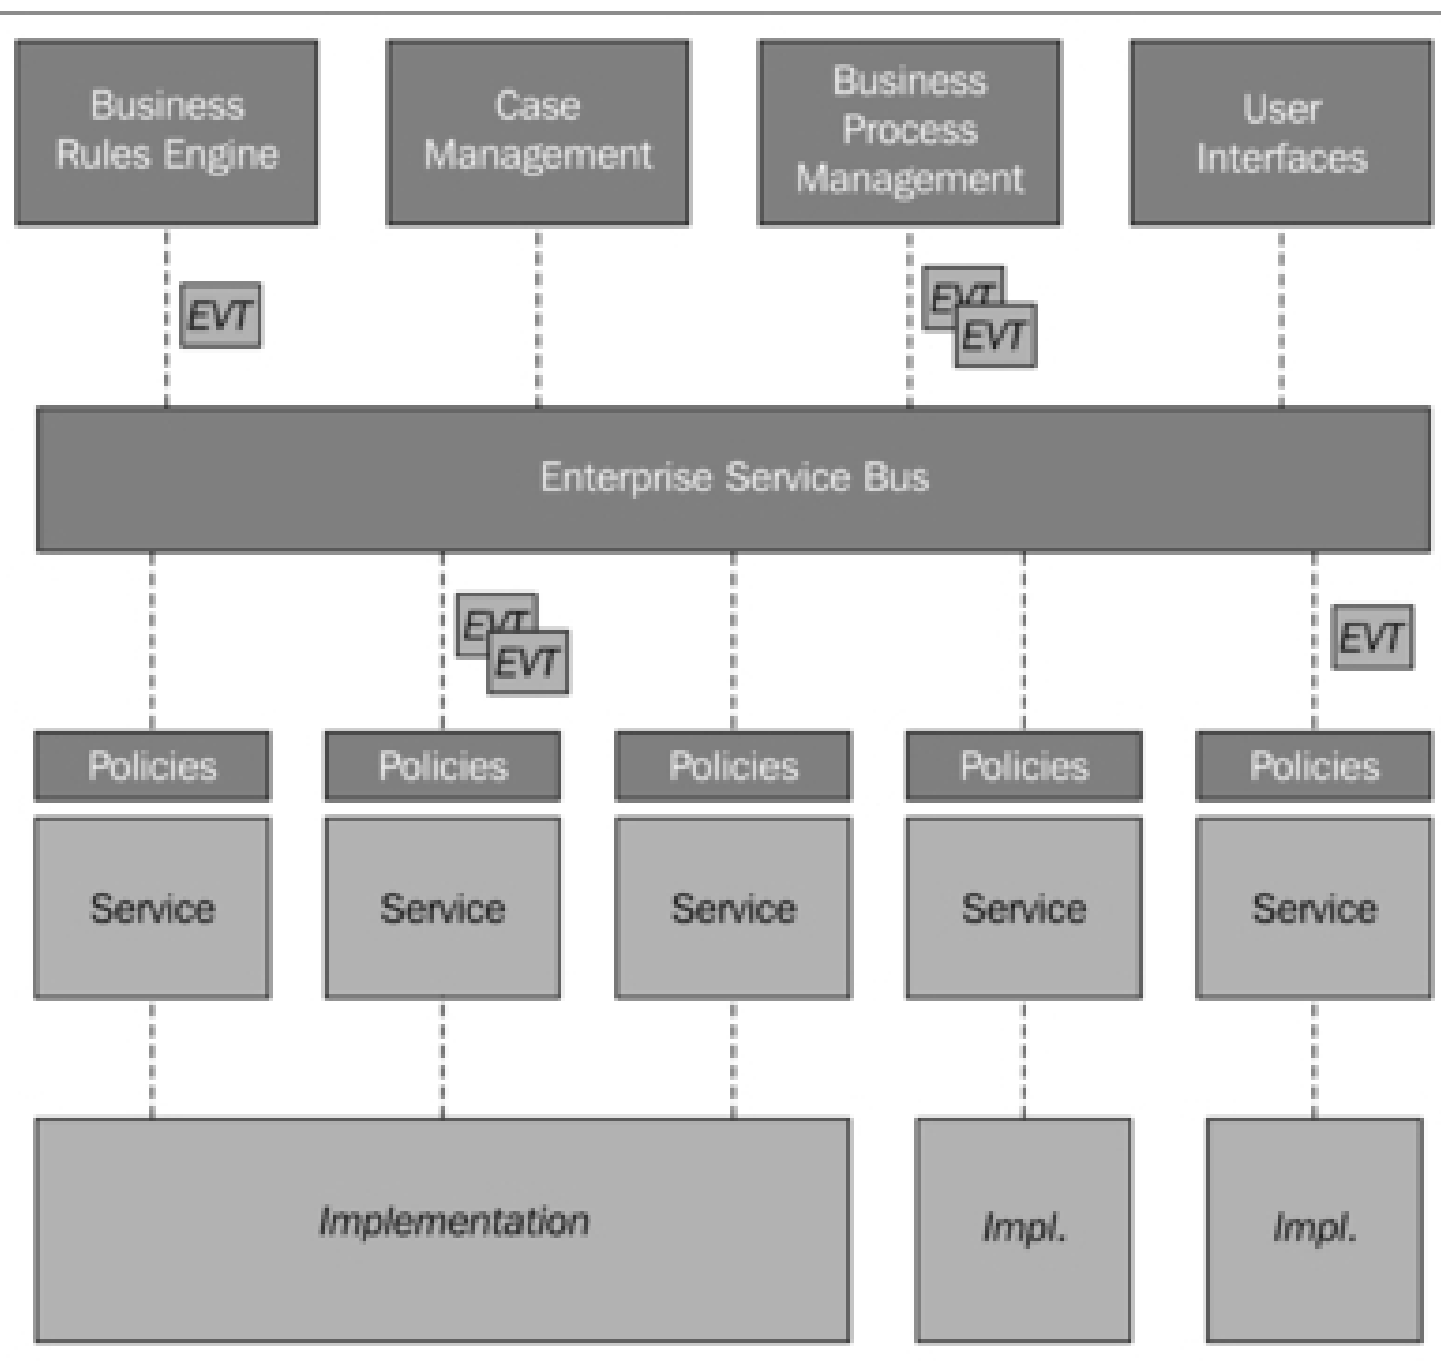 Business
Rules Engine
Case
Management
Business
Process
Management
User
Interfaces
EVT
EVT
EVT
Enterprise Service Bus
EVT
EVT
EVT
Policies
Policies
Policies
Policies
Policies
Service
Service
Service
Service
Service
Implementation
Impl.
Impl.